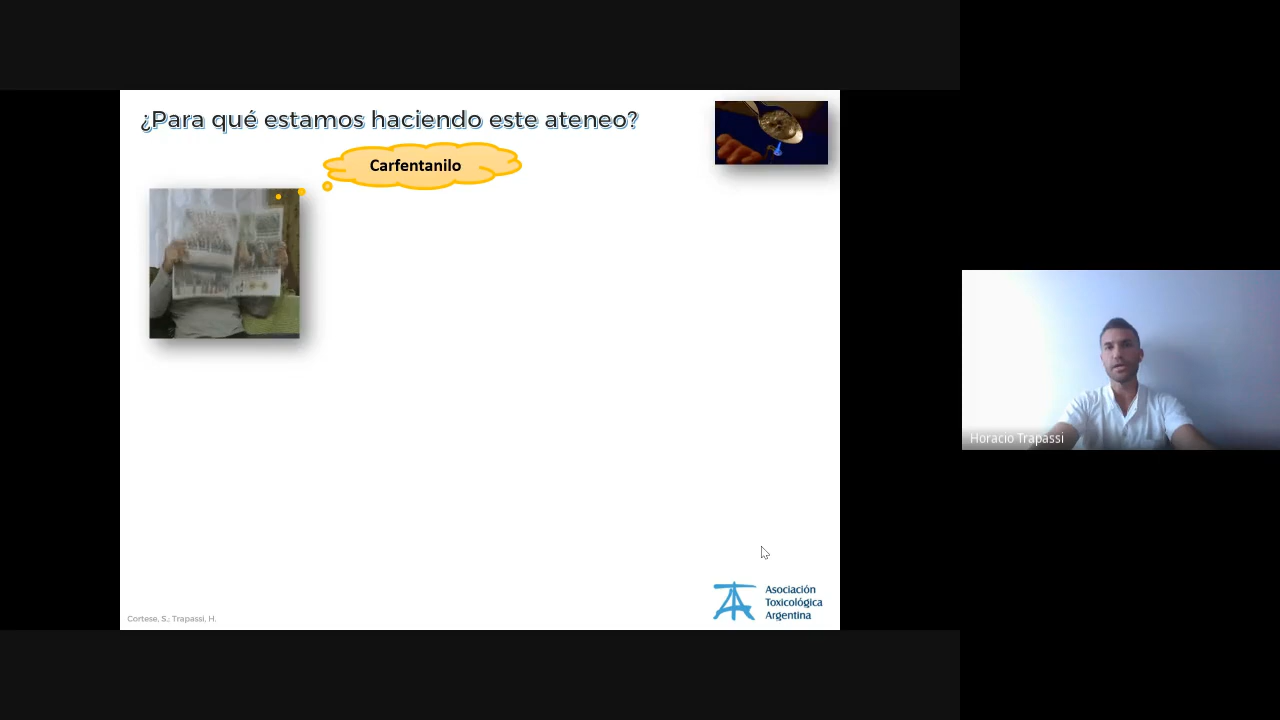 ¿Para qué estamos haciendo este ateneo?
Carfentanilo
Horacio Trapassi
Asociación
Toxicológica
Argentina
Cortese, S.; Trapassi, H.